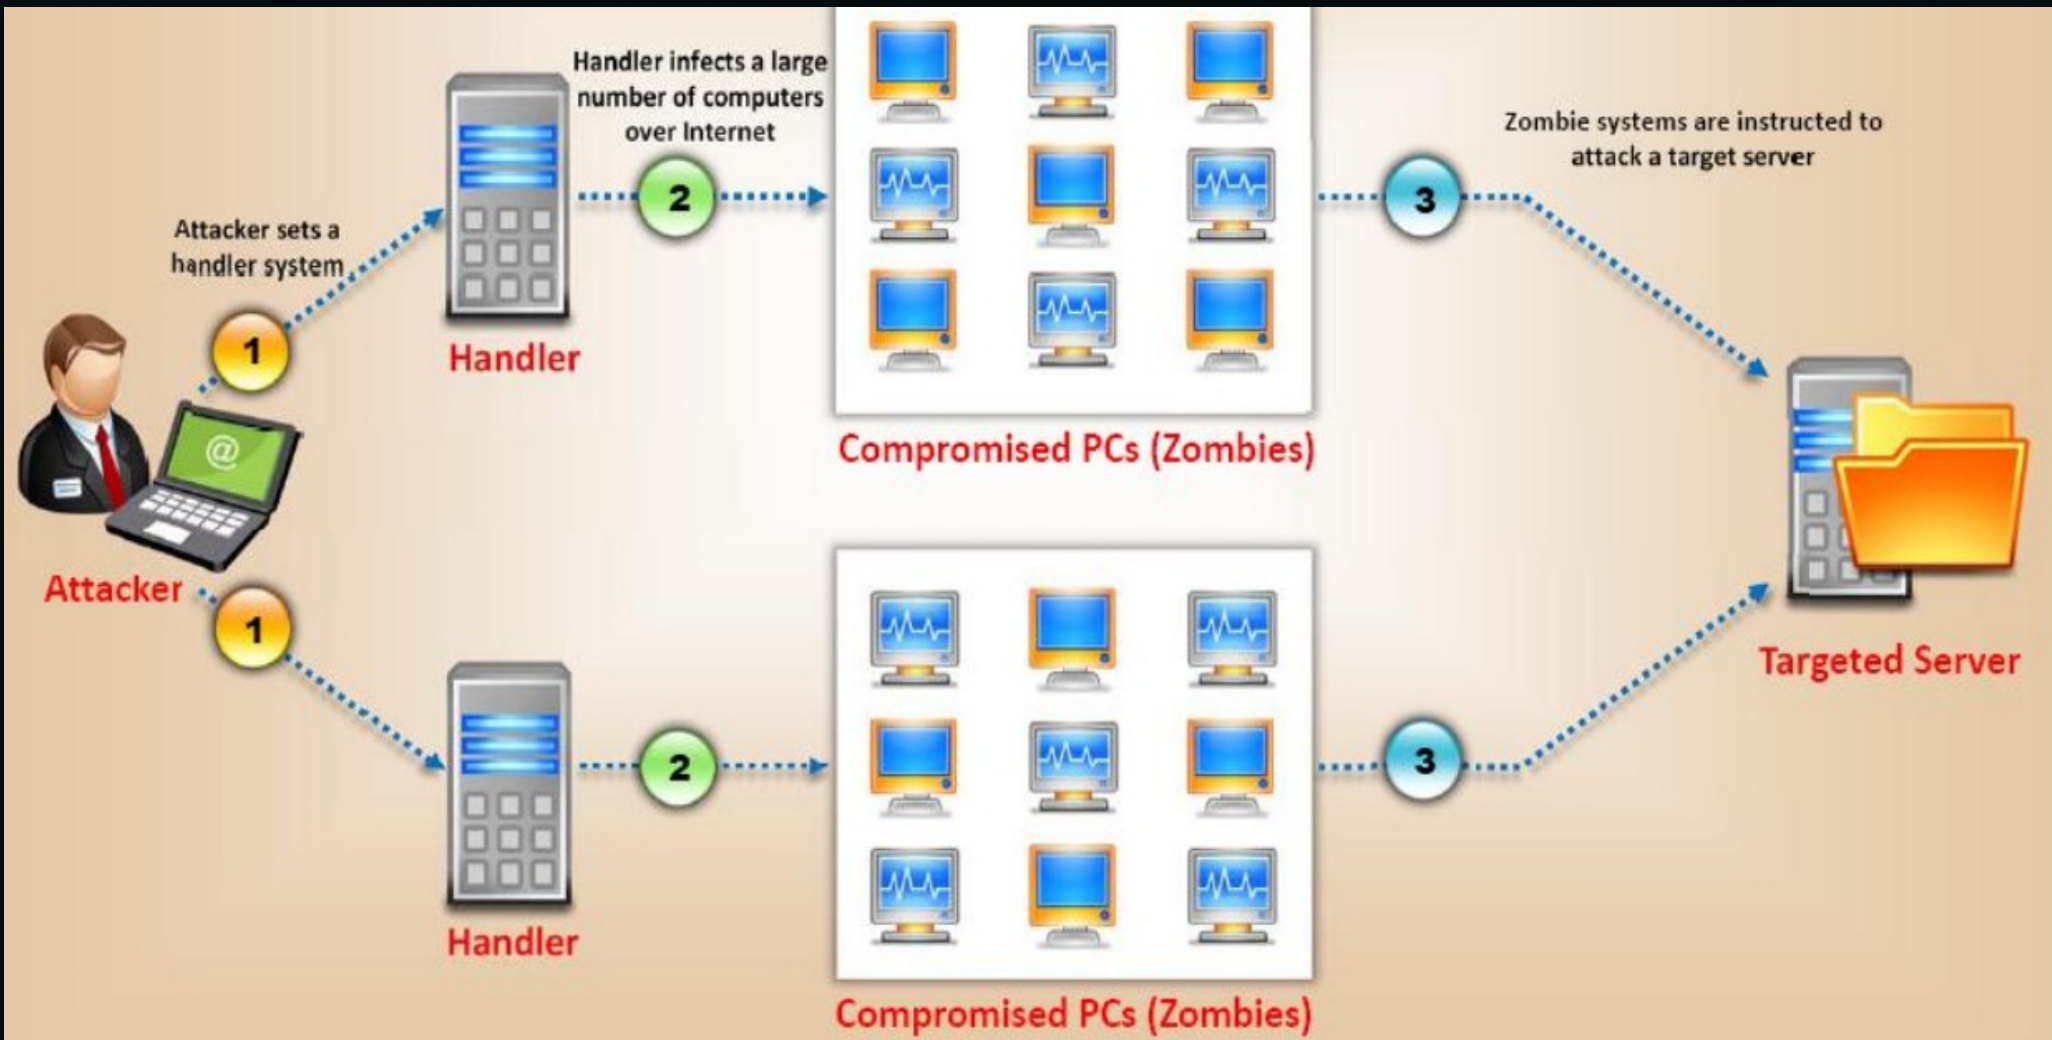 Handler infects a large
number of computers
over Internet
Zombie systems are instructed to
attack a target server
2
3
Attacker sets a
handler system
1
Handler
@
Compromised PCs (Zombies)
Attacker
1
Targeted Server
2
3
Handler
Compromised PCs (Zombies)